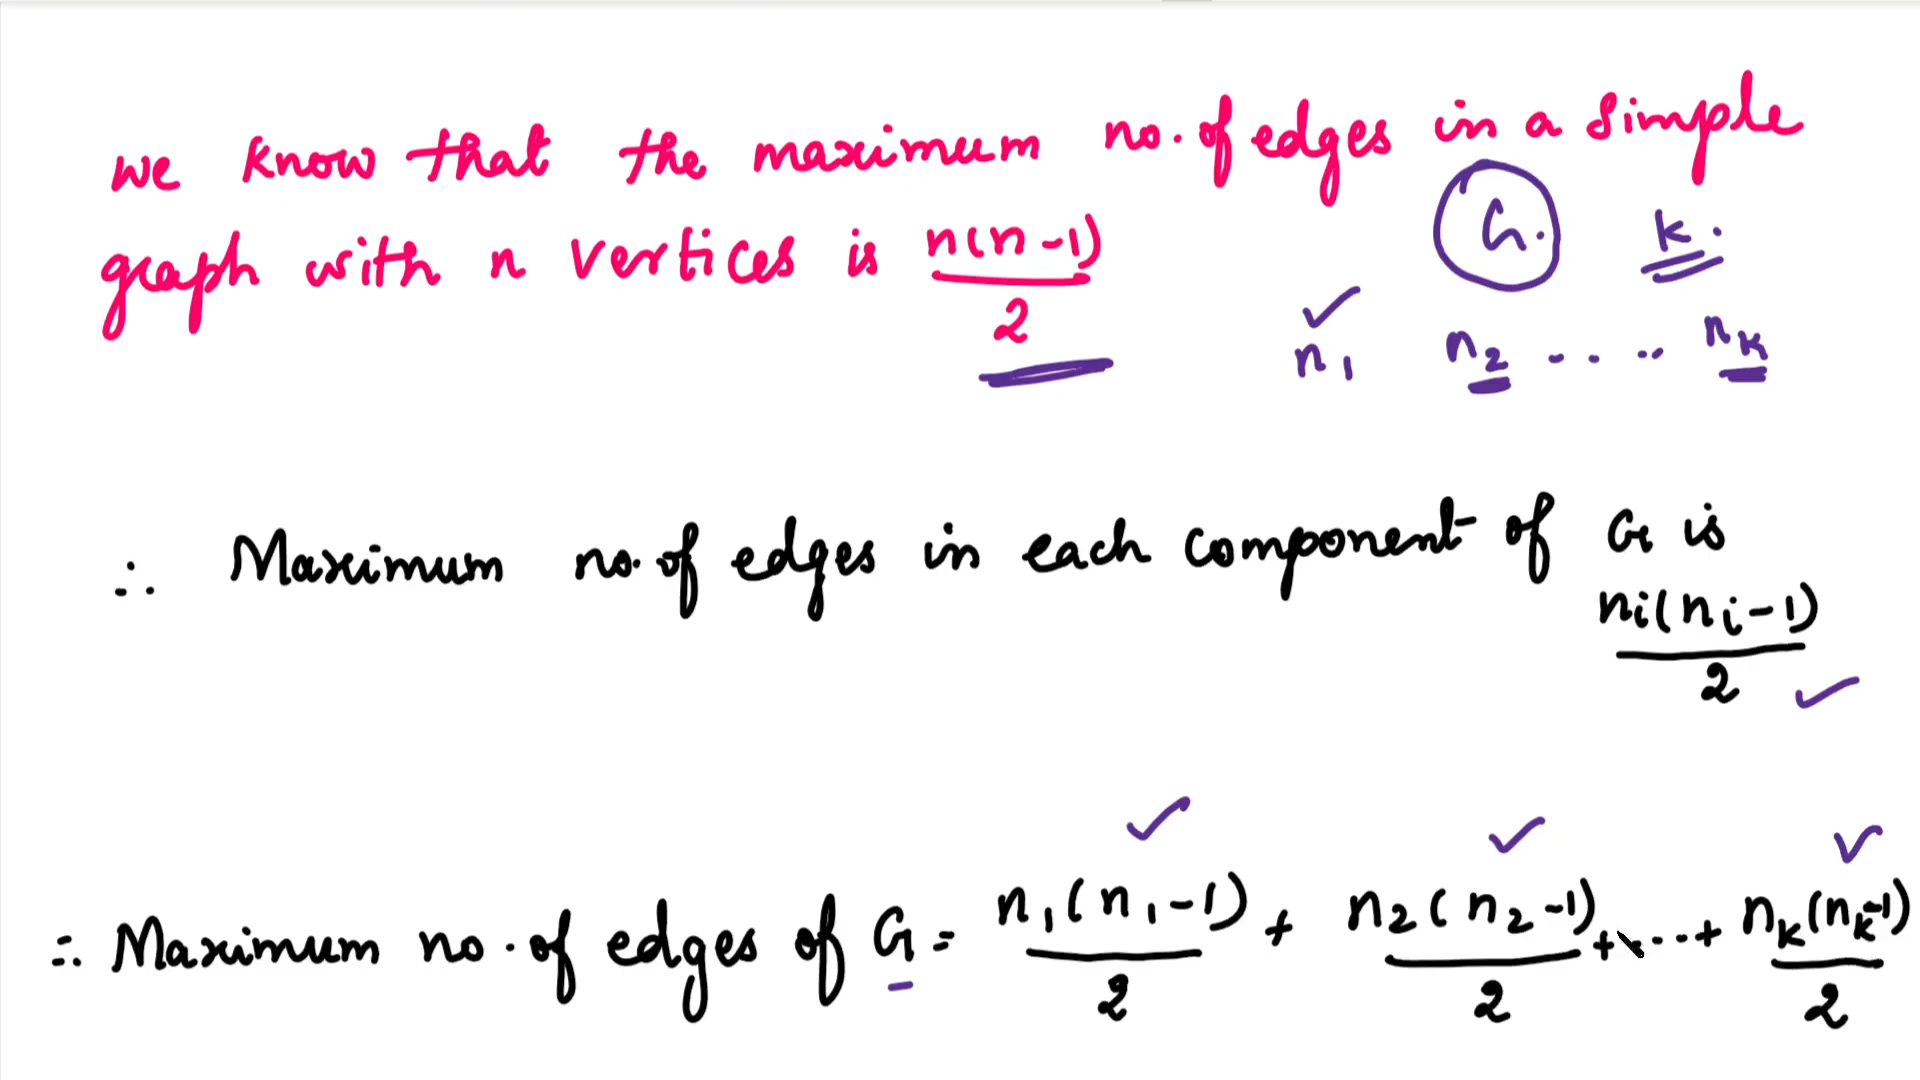 we know that the maximum no. of edges in a simple
G. k.
graph with n vertices is n(n-1)/2
n1 n2 ..... nk
∴ Maximum no. of edges in each component of G is
ni(ni-1)/2
∴ Maximum no. of edges of G = n1(n1-1)/2 + n2(n2-1)/2 + .... + nk(nk-1)/2